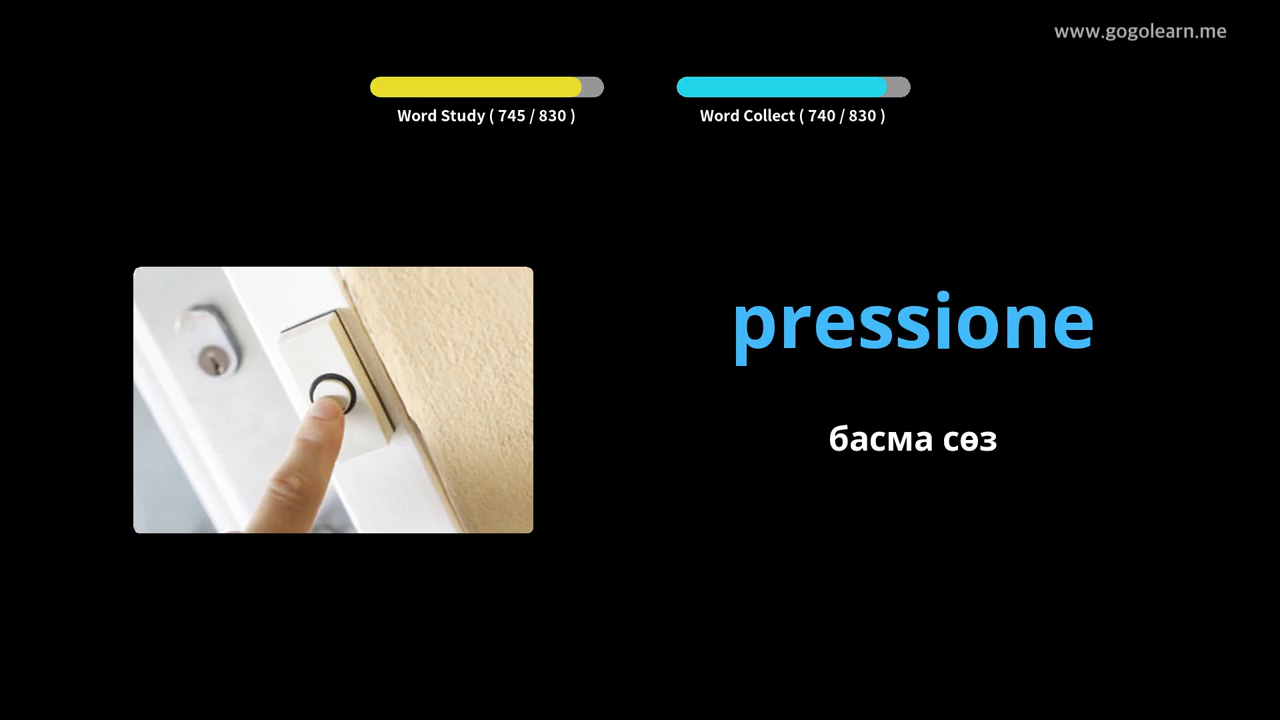 www.gogolearn.me
Word Study ( 745 / 830 )
Word Collect ( 740 / 830 )
pressione
басма сөз